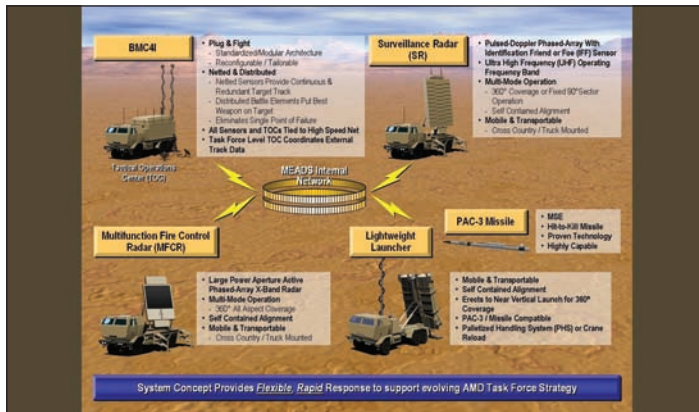 BMC4I
• Plug & Fight
- Standardized/Modular Architecture
- Reconfigurable / Tailorable
• Netted & Distributed
- Netted Sensors Provide Continuous &
Redundant Target Track
- Distributed Battle Elements Put Best
Weapon on Target
- Eliminates Single Point of Failure
• All Sensors and TOCs Tied to High Speed Net
• Task Force Level TOC Coordinates External
Track Data
Tactical Operations
Center (TOC)
Surveillance Radar
(SR)
• Pulsed-Doppler Phased-Array With
Identification Friend or Foe (IFF) Sensor
• Ultra High Frequency (UHF) Operating
Frequency Band
• Multi-Mode Operation
- 360° Coverage or Fixed 90° Sector
Operation
- Self Contained Alignment
• Mobile & Transportable
- Cross Country / Truck Mounted
MEADS Internal
Network
Multifunction Fire Control
Radar (MFCR)
• Large Power Aperture Active
Phased-Array X-Band Radar
• Multi-Mode Operation
- 360° All Aspect Coverage
• Self Contained Alignment
• Mobile & Transportable
- Cross Country / Truck Mounted
Lightweight
Launcher
PAC-3 Missile
• MSE
• Hit-to-Kill Missile
• Proven Technology
• Highly Capable
• Mobile & Transportable
• Self Contained Alignment
• Erects to Near Vertical Launch for 360°
Coverage
• PAC-3 / Missile Compatible
• Palletized Handling System (PHS) or Crane
Reload
System Concept Provides Flexible, Rapid Response to support evolving AMD Task Force Strategy